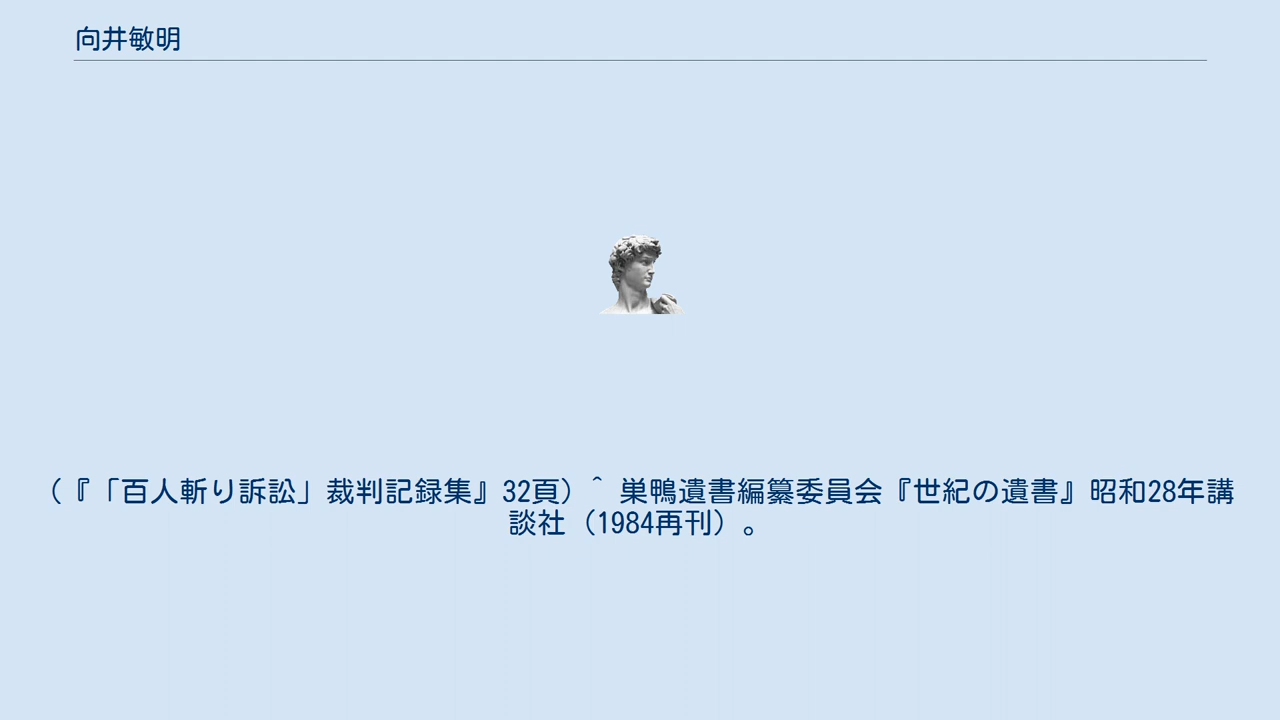 向井敏明
（『「百人斬り訴訟」裁判記録集』32頁）^ 巣鴨遺書編纂委員会『世紀の遺書』昭和28年講
談社（1984再刊）。